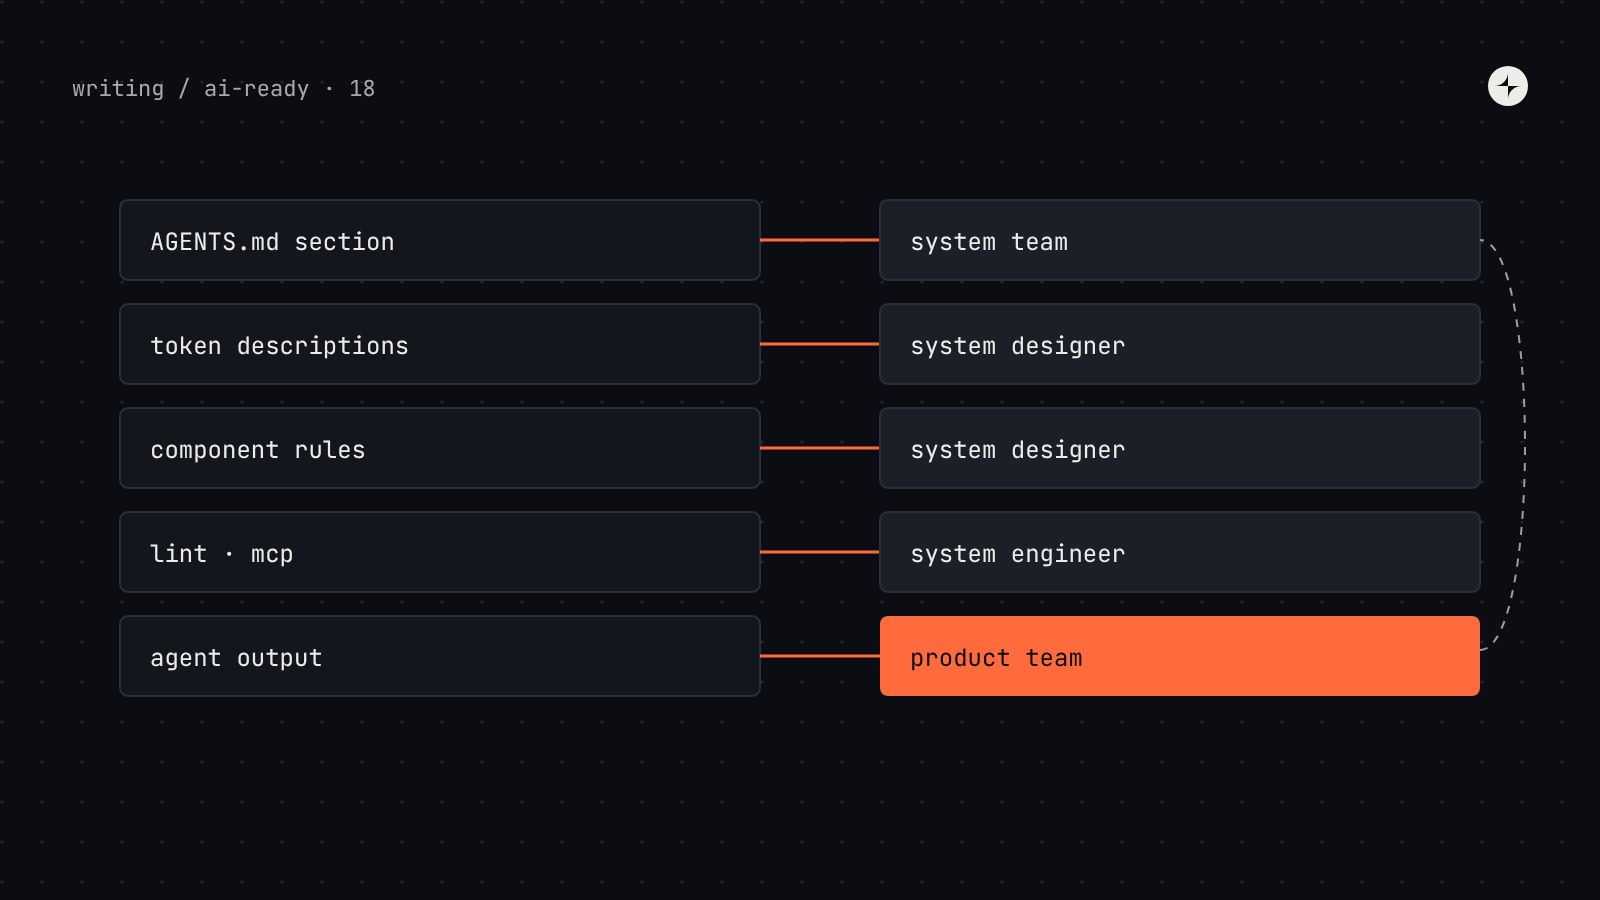 writing / ai-ready · 18
AGENTS.md section
system team
token descriptions
system designer
component rules
system designer
lint · mcp
system engineer
agent output
product team